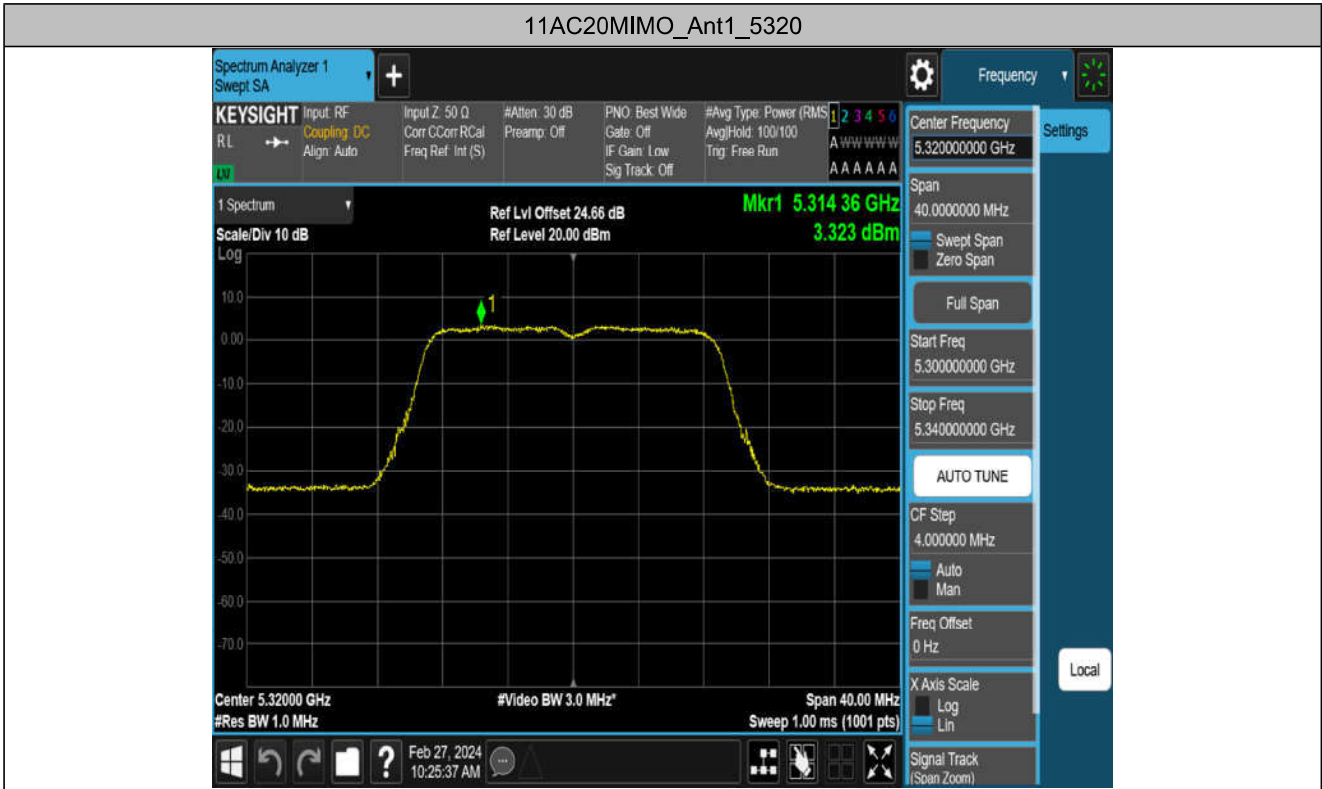 11AC20MIMO_Ant1_5320
Spectrum Analyzer 1
Swept SA
+
Frequency
KEYSIGHT
RL
LXI
Input: RF
Coupling: DC
Align: Auto
Input Z: 50 Ω
Corr CCorr RCal
Freq Ref: Int (S)
#Atten: 30 dB
Preamp: Off
PNO: Best Wide
Gate: Off
IF Gain: Low
Sig Track: Off
#Avg Type: Power (RMS
Avg|Hold: 100/100
Trig: Free Run
1 2 3 4 5 6
A W W W W W
A A A A A A
1 Spectrum
Scale/Div 10 dB
Log
Ref Lvl Offset 24.66 dB
Ref Level 20.00 dBm
Mkr1 5.314 36 GHz
3.323 dBm
1
10.0
0.00
-10.0
-20.0
-30.0
-40.0
-50.0
-60.0
-70.0
Center 5.32000 GHz
#Res BW 1.0 MHz
#Video BW 3.0 MHz*
Span 40.00 MHz
Sweep 1.00 ms (1001 pts)
Feb 27, 2024
10:25:37 AM
?
Center Frequency
5.320000000 GHz
Settings
Span
40.0000000 MHz
Swept Span
Zero Span
Full Span
Start Freq
5.300000000 GHz
Stop Freq
5.340000000 GHz
AUTO TUNE
CF Step
4.000000 MHz
Auto
Man
Freq Offset
0 Hz
X Axis Scale
Log
Lin
Local
Signal Track
(Span Zoom)